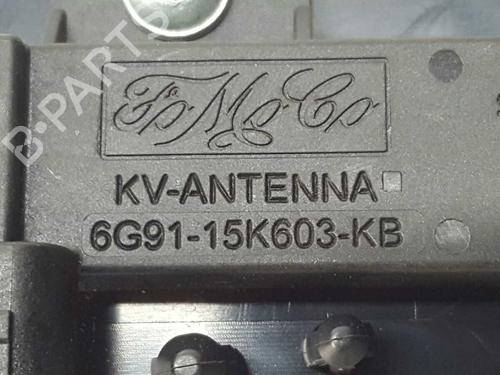 B-PARTS
FoMoCo
KV-ANTENNA
6G91-15K603-KB